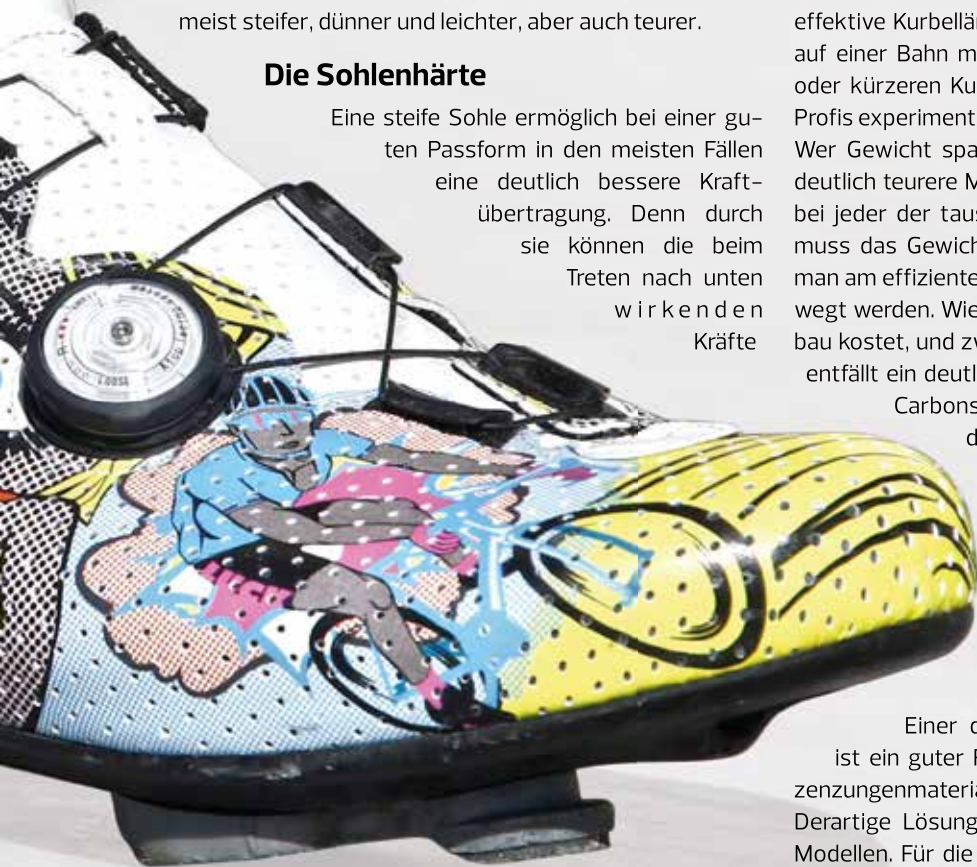 meist steifer, dünner und leichter, aber auch teurer.
Die Sohlenhärte
Eine steife Sohle ermöglich bei einer gu-
ten Passform in den meisten Fällen
eine deutlich bessere Kraft-
übertragung. Denn durch
sie können die beim
Treten nach unten
wirkenden
Kräfte
effektive Kurbellä
auf einer Bahn m
oder kürzeren Ku
Profis experiment
Wer Gewicht spa
deutlich teurere M
bei jeder der taus
muss das Gewich
man am effiziente
wegt werden. Wie
bau kostet, und zw
entfällt ein deutl
Carbons
d
Einer d
ist ein guter F
zenzungenmateria
Derartige Lösung
Modellen. Für die
LOOSE